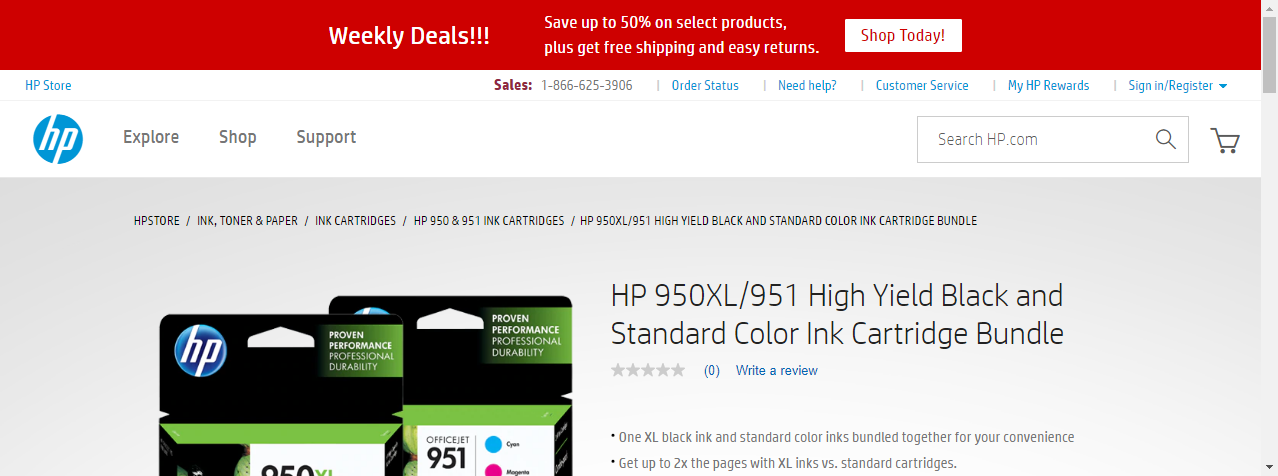 Weekly Deals!!!
Save up to 50% on select products,
plus get free shipping and easy returns.
Shop Today!
HP Store
Sales: 1-866-625-3906 | Order Status | Need help? | Customer Service | My HP Rewards | Sign in/Register
hp
Explore Shop Support
Search HP.com
HPSTORE / INK, TONER & PAPER / INK CARTRIDGES / HP 950 & 951 INK CARTRIDGES / HP 950XL/951 HIGH YIELD BLACK AND STANDARD COLOR INK CARTRIDGE BUNDLE
hp
PROVEN
PERFORMANCE
PROFESSIONAL
DURABILITY
950XL
PROVEN
PERFORMANCE
PROFESSIONAL
DURABILITY
OFFICEJET
951
Cyan
Magenta
HP 950XL/951 High Yield Black and
Standard Color Ink Cartridge Bundle
(0) Write a review
• One XL black ink and standard color inks bundled together for your convenience
• Get up to 2x the pages with XL inks vs. standard cartridges.